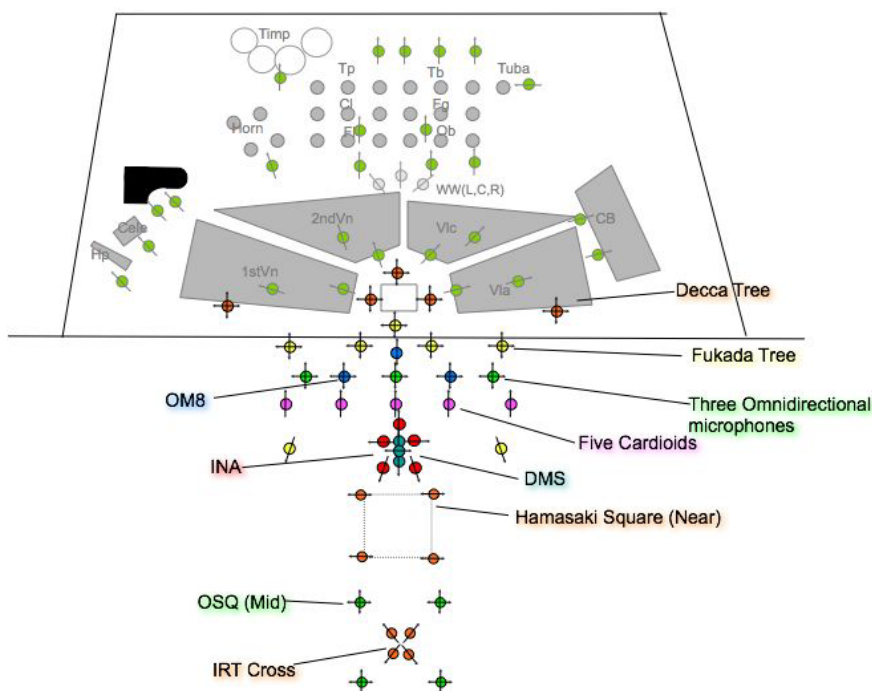 Timp
Tp
Tb
Tuba
Cl
Fg
Horn
Fl
Ob
WW(L,C,R)
2ndVn
Vlc
CB
Cele
Hp
1stVn
Vla
Decca Tree
Fukada Tree
OM8
Three Omnidirectional
microphones
Five Cardioids
INA
DMS
Hamasaki Square (Near)
OSQ (Mid)
IRT Cross